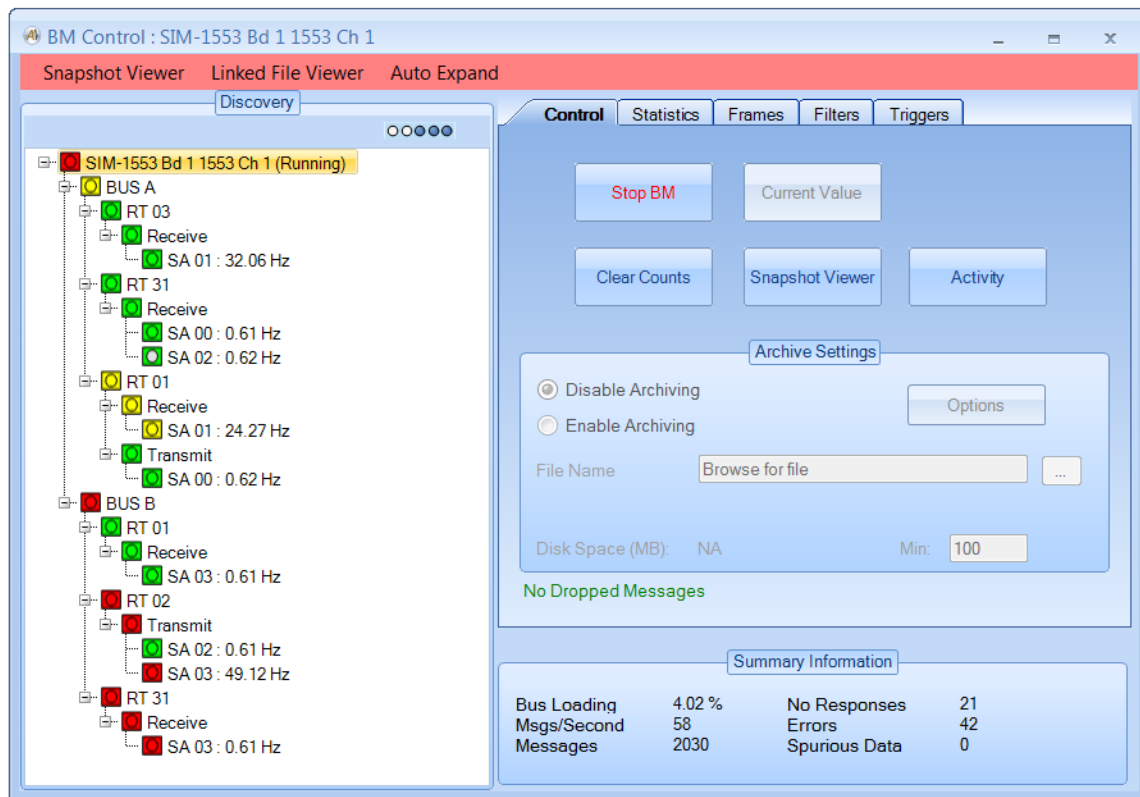 BM Control : SIM-1553 Bd 1 1553 Ch 1
Snapshot Viewer Linked File Viewer Auto Expand
Discovery
SIM-1553 Bd 1 1553 Ch 1 (Running)
BUS A
RT 03
Receive
SA 01 : 32.06 Hz
RT 31
Receive
SA 00 : 0.61 Hz
SA 02 : 0.62 Hz
RT 01
Receive
SA 01 : 24.27 Hz
Transmit
SA 00 : 0.62 Hz
BUS B
RT 01
Receive
SA 03 : 0.61 Hz
RT 02
Transmit
SA 02 : 0.61 Hz
SA 03 : 49.12 Hz
RT 31
Receive
SA 03 : 0.61 Hz
Control Statistics Frames Filters Triggers
Stop BM Current Value
Clear Counts Snapshot Viewer Activity
Archive Settings
Disable Archiving
Options
Enable Archiving
File Name Browse for file ...
Disk Space (MB): NA Min: 100
No Dropped Messages
Summary Information
Bus Loading 4.02 % No Responses 21
Msgs/Second 58 Errors 42
Messages 2030 Spurious Data 0